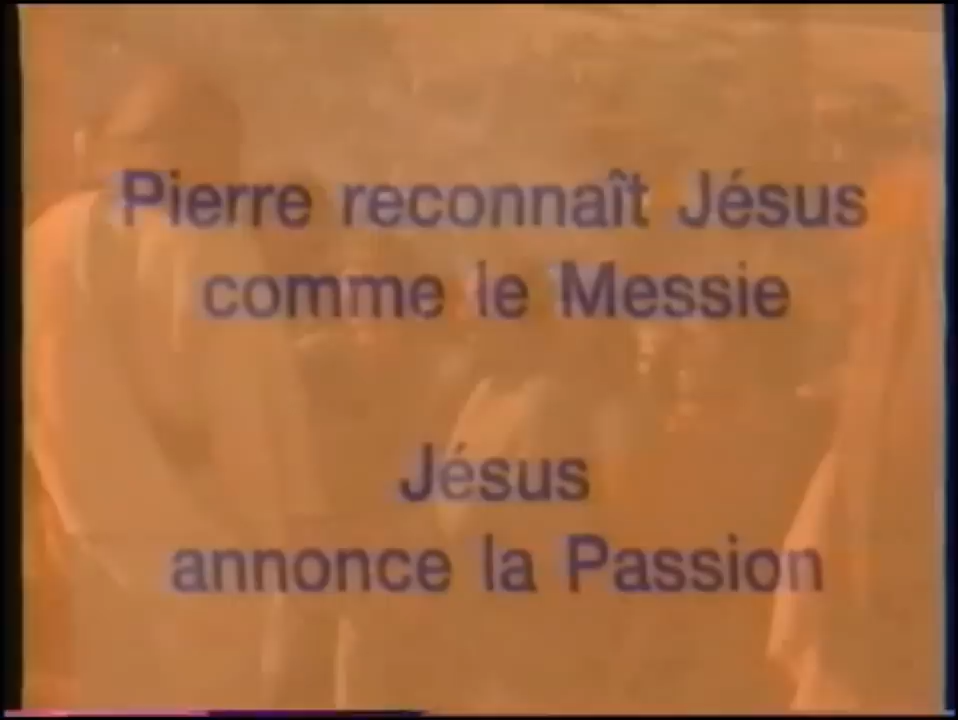 Pierre reconnaît Jésus
comme le Messie
Jésus
annonce la Passion